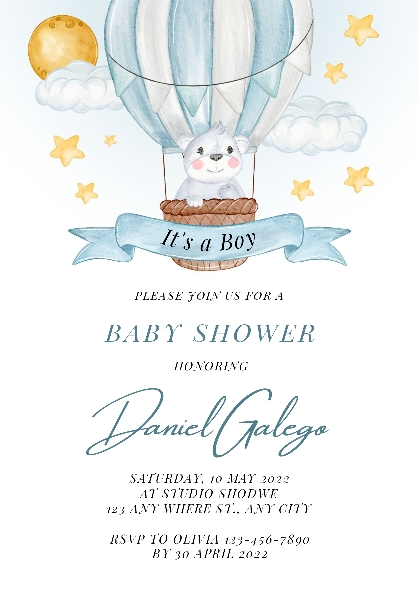 It's a Boy
PLEASE JOIN US FOR A
BABY SHOWER
HONORING
Daniel Galego
SATURDAY, 10 MAY 2022
AT STUDIO SHODWE
123 ANY WHERE ST., ANY CITY
RSVP TO OLIVIA 123-456-7890
BY 30 APRIL 2022